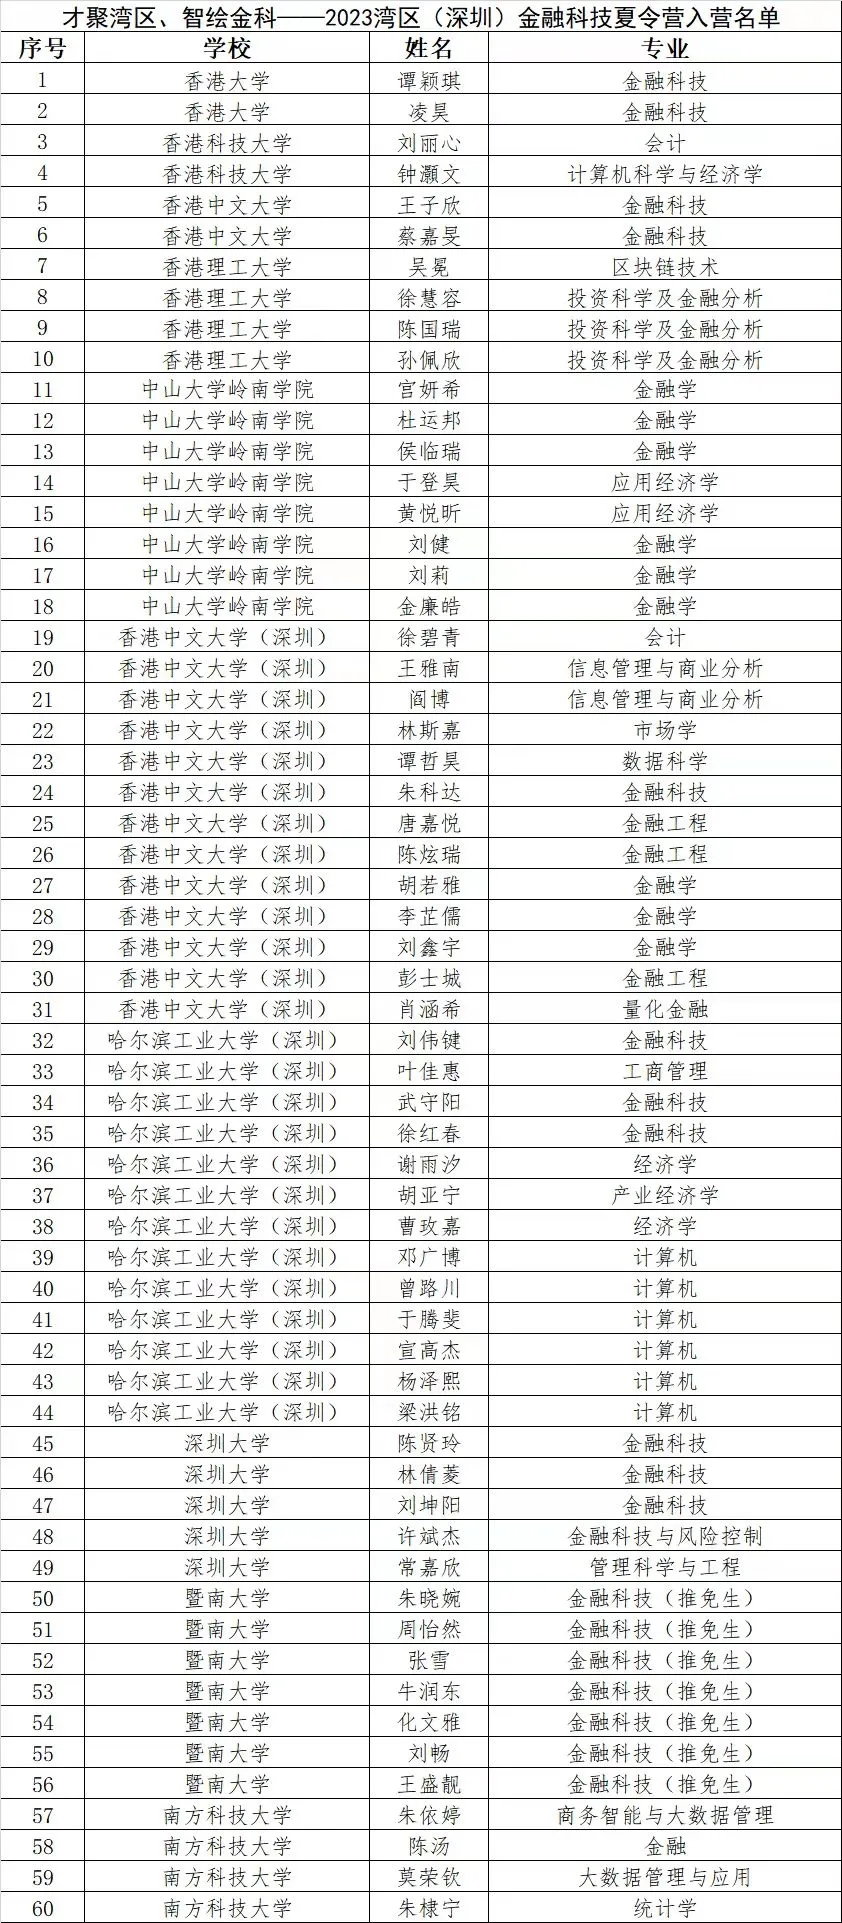 才聚湾区、智绘金科——2023湾区（深圳）金融科技夏令营入营名单
序号 学校 姓名 专业
1 香港大学 谭颖琪 金融科技
2 香港大学 凌昊 金融科技
3 香港科技大学 刘丽心 会计
4 香港科技大学 钟灏文 计算机科学与经济学
5 香港中文大学 王子欣 金融科技
6 香港中文大学 蔡嘉旻 金融科技
7 香港理工大学 吴冕 区块链技术
8 香港理工大学 徐慧容 投资科学及金融分析
9 香港理工大学 陈国瑞 投资科学及金融分析
10 香港理工大学 孙佩欣 投资科学及金融分析
11 中山大学岭南学院 宫妍希 金融学
12 中山大学岭南学院 杜运邦 金融学
13 中山大学岭南学院 侯临瑞 金融学
14 中山大学岭南学院 于登昊 应用经济学
15 中山大学岭南学院 黄悦昕 应用经济学
16 中山大学岭南学院 刘健 金融学
17 中山大学岭南学院 刘莉 金融学
18 中山大学岭南学院 金廉皓 金融学
19 香港中文大学（深圳） 徐碧青 会计
20 香港中文大学（深圳） 王雅南 信息管理与商业分析
21 香港中文大学（深圳） 阎博 信息管理与商业分析
22 香港中文大学（深圳） 林斯嘉 市场学
23 香港中文大学（深圳） 谭哲昊 数据科学
24 香港中文大学（深圳） 朱科达 金融科技
25 香港中文大学（深圳） 唐嘉悦 金融工程
26 香港中文大学（深圳） 陈炫瑞 金融工程
27 香港中文大学（深圳） 胡若雅 金融学
28 香港中文大学（深圳） 李芷儒 金融学
29 香港中文大学（深圳） 刘鑫宇 金融学
30 香港中文大学（深圳） 彭士城 金融工程
31 香港中文大学（深圳） 肖涵希 量化金融
32 哈尔滨工业大学（深圳） 刘伟键 金融科技
33 哈尔滨工业大学（深圳） 叶佳惠 工商管理
34 哈尔滨工业大学（深圳） 武守阳 金融科技
35 哈尔滨工业大学（深圳） 徐红春 金融科技
36 哈尔滨工业大学（深圳） 谢雨汐 经济学
37 哈尔滨工业大学（深圳） 胡亚宁 产业经济学
38 哈尔滨工业大学（深圳） 曹玫嘉 经济学
39 哈尔滨工业大学（深圳） 邓广博 计算机
40 哈尔滨工业大学（深圳） 曾路川 计算机
41 哈尔滨工业大学（深圳） 于腾斐 计算机
42 哈尔滨工业大学（深圳） 宣高杰 计算机
43 哈尔滨工业大学（深圳） 杨泽熙 计算机
44 哈尔滨工业大学（深圳） 梁洪铭 计算机
45 深圳大学 陈贤玲 金融科技
46 深圳大学 林倩菱 金融科技
47 深圳大学 刘坤阳 金融科技
48 深圳大学 许斌杰 金融科技与风险控制
49 深圳大学 常嘉欣 管理科学与工程
50 暨南大学 朱晓婉 金融科技（推免生）
51 暨南大学 周怡然 金融科技（推免生）
52 暨南大学 张雪 金融科技（推免生）
53 暨南大学 牛润东 金融科技（推免生）
54 暨南大学 化文雅 金融科技（推免生）
55 暨南大学 刘畅 金融科技（推免生）
56 暨南大学 王盛靓 金融科技（推免生）
57 南方科技大学 朱依婷 商务智能与大数据管理
58 南方科技大学 陈汤 金融
59 南方科技大学 莫荣钦 大数据管理与应用
60 南方科技大学 朱棣宁 统计学